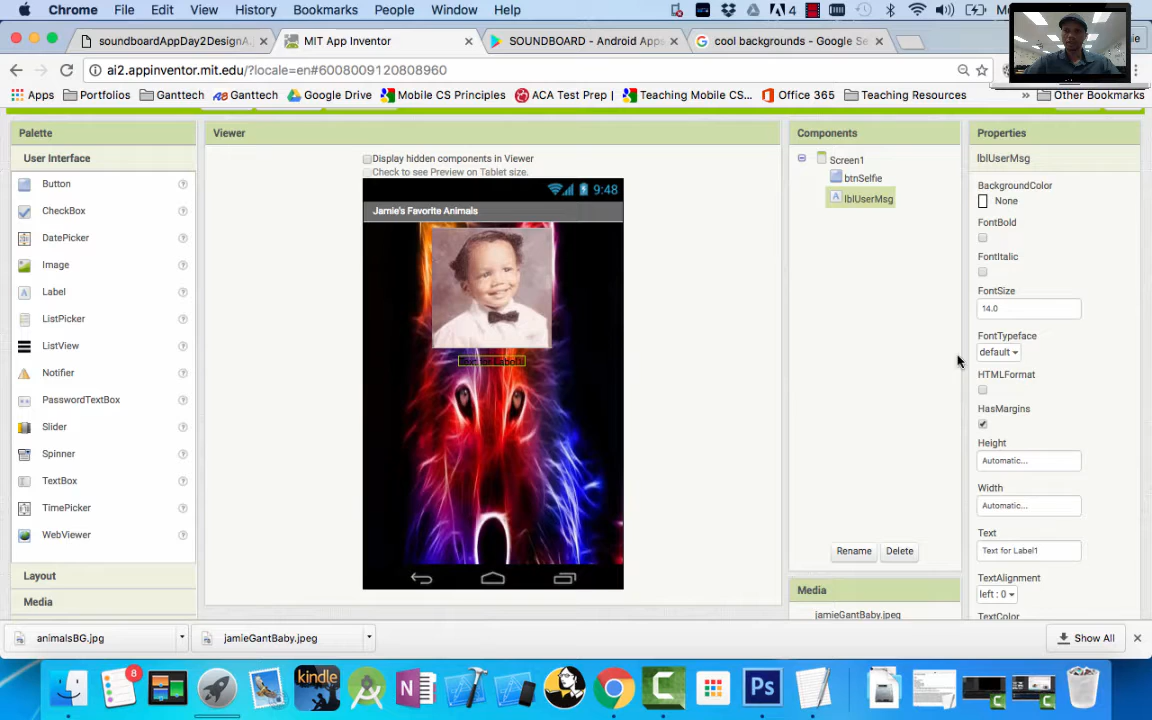 Chrome File Edit View History Bookmarks People Window Help
4
soundboardAppDay2DesignA
MIT App Inventor
SOUNDBOARD - Android Apps
cool backgrounds - Google Se
ai2.appinventor.mit.edu/?locale=en#6008009120808960
Apps Portfolios Ganttech Ganttech Google Drive Mobile CS Principles ACA Test Prep | Teaching Mobile CS... Office 365 Teaching Resources » Other Bookmarks
Palette
Viewer
Components
Properties
User Interface
lblUserMsg
Display hidden components in Viewer
Check to see Preview on Tablet size.
Screen1
btnSelfie
lblUserMsg
Button
CheckBox
DatePicker
Image
Label
ListPicker
ListView
Notifier
PasswordTextBox
Slider
Spinner
TextBox
TimePicker
WebViewer
Layout
Media
9:48
Jamie's Favorite Animals
Text for Label1
BackgroundColor
None
FontBold
FontItalic
FontSize
14.0
FontTypeface
default
HTMLFormat
HasMargins
Height
Automatic...
Width
Automatic...
Text
Text for Label1
TextAlignment
left : 0
TextColor
Rename Delete
Media
jamieGantBaby.jpeg
animalsBG.jpg
jamieGantBaby.jpeg
Show All
8
kindle